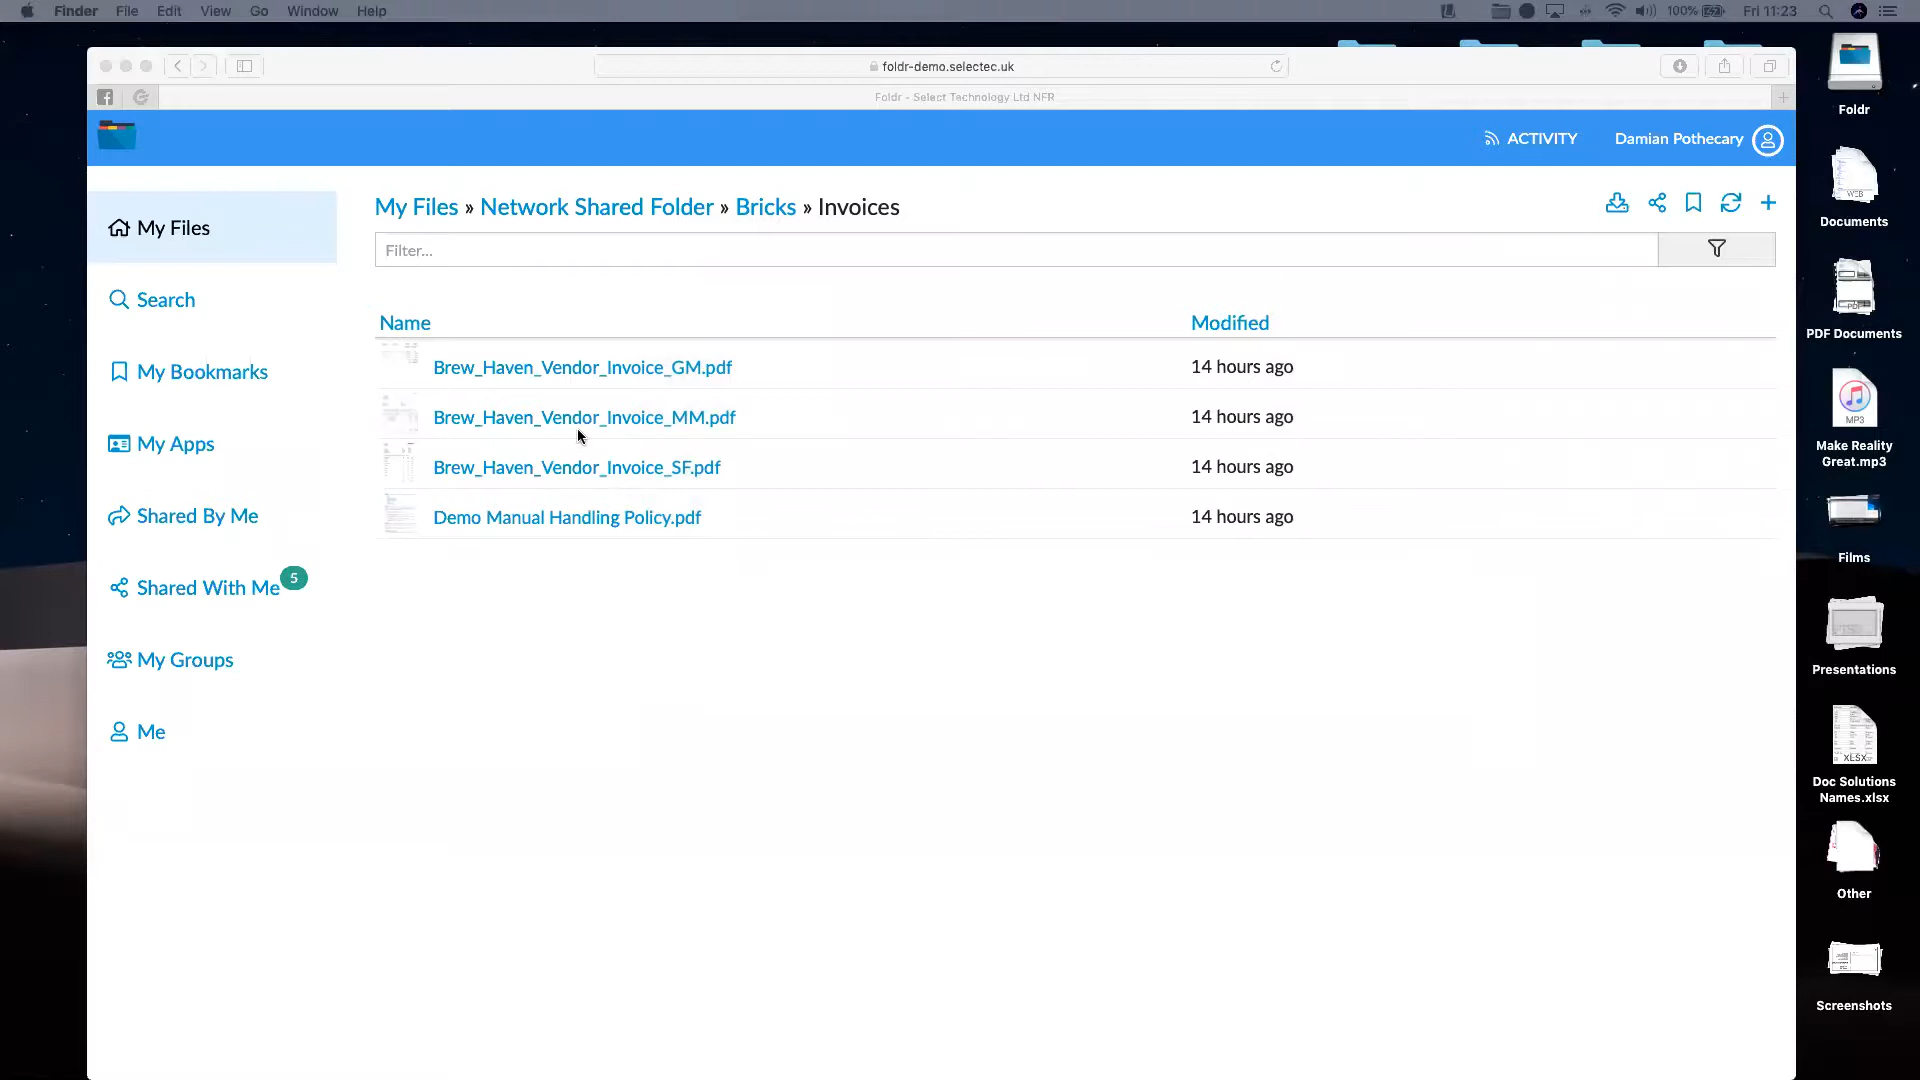 Finder File Edit View Go Window Help 100% Fri 11:23
foldr-demo.selectec.uk
Foldr - Select Technology Ltd NFR
ACTIVITY Damian Pothecary
My Files
Search
My Bookmarks
My Apps
Shared By Me
Shared With Me 5
My Groups
Me
My Files » Network Shared Folder » Bricks » Invoices
Filter...
Name Modified
Brew_Haven_Vendor_Invoice_GM.pdf 14 hours ago
Brew_Haven_Vendor_Invoice_MM.pdf 14 hours ago
Brew_Haven_Vendor_Invoice_SF.pdf 14 hours ago
Demo Manual Handling Policy.pdf 14 hours ago
Foldr
WEB
Documents
PDF
PDF Documents
MP3
Make Reality
Great.mp3
Films
Presentations
XLSX
Doc Solutions
Names.xlsx
Other
Screenshots